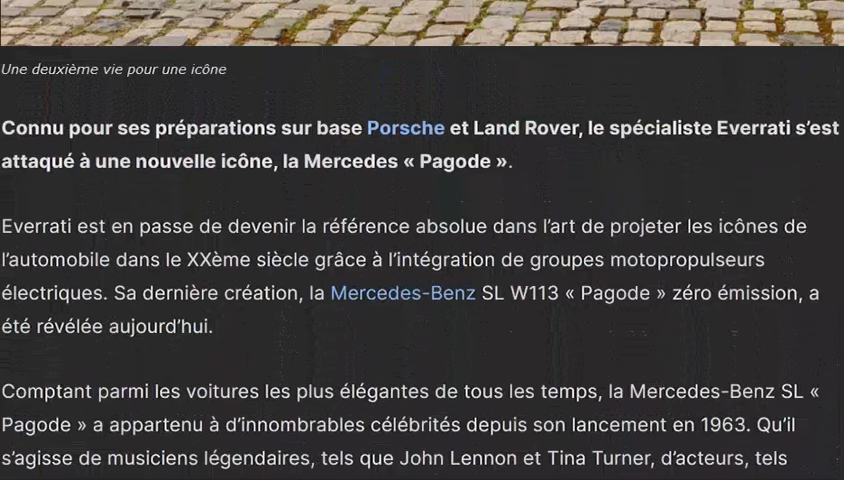 Une deuxième vie pour une icône
Connu pour ses préparations sur base Porsche et Land Rover, le spécialiste Everrati s’est
attaqué à une nouvelle icône, la Mercedes « Pagode ».
Everrati est en passe de devenir la référence absolue dans l’art de projeter les icônes de
l’automobile dans le XXème siècle grâce à l’intégration de groupes motopropulseurs
électriques. Sa dernière création, la Mercedes-Benz SL W113 « Pagode » zéro émission, a
été révélée aujourd’hui.
Comptant parmi les voitures les plus élégantes de tous les temps, la Mercedes-Benz SL «
Pagode » a appartenu à d’innombrables célébrités depuis son lancement en 1963. Qu’il
s’agisse de musiciens légendaires, tels que John Lennon et Tina Turner, d’acteurs, tels